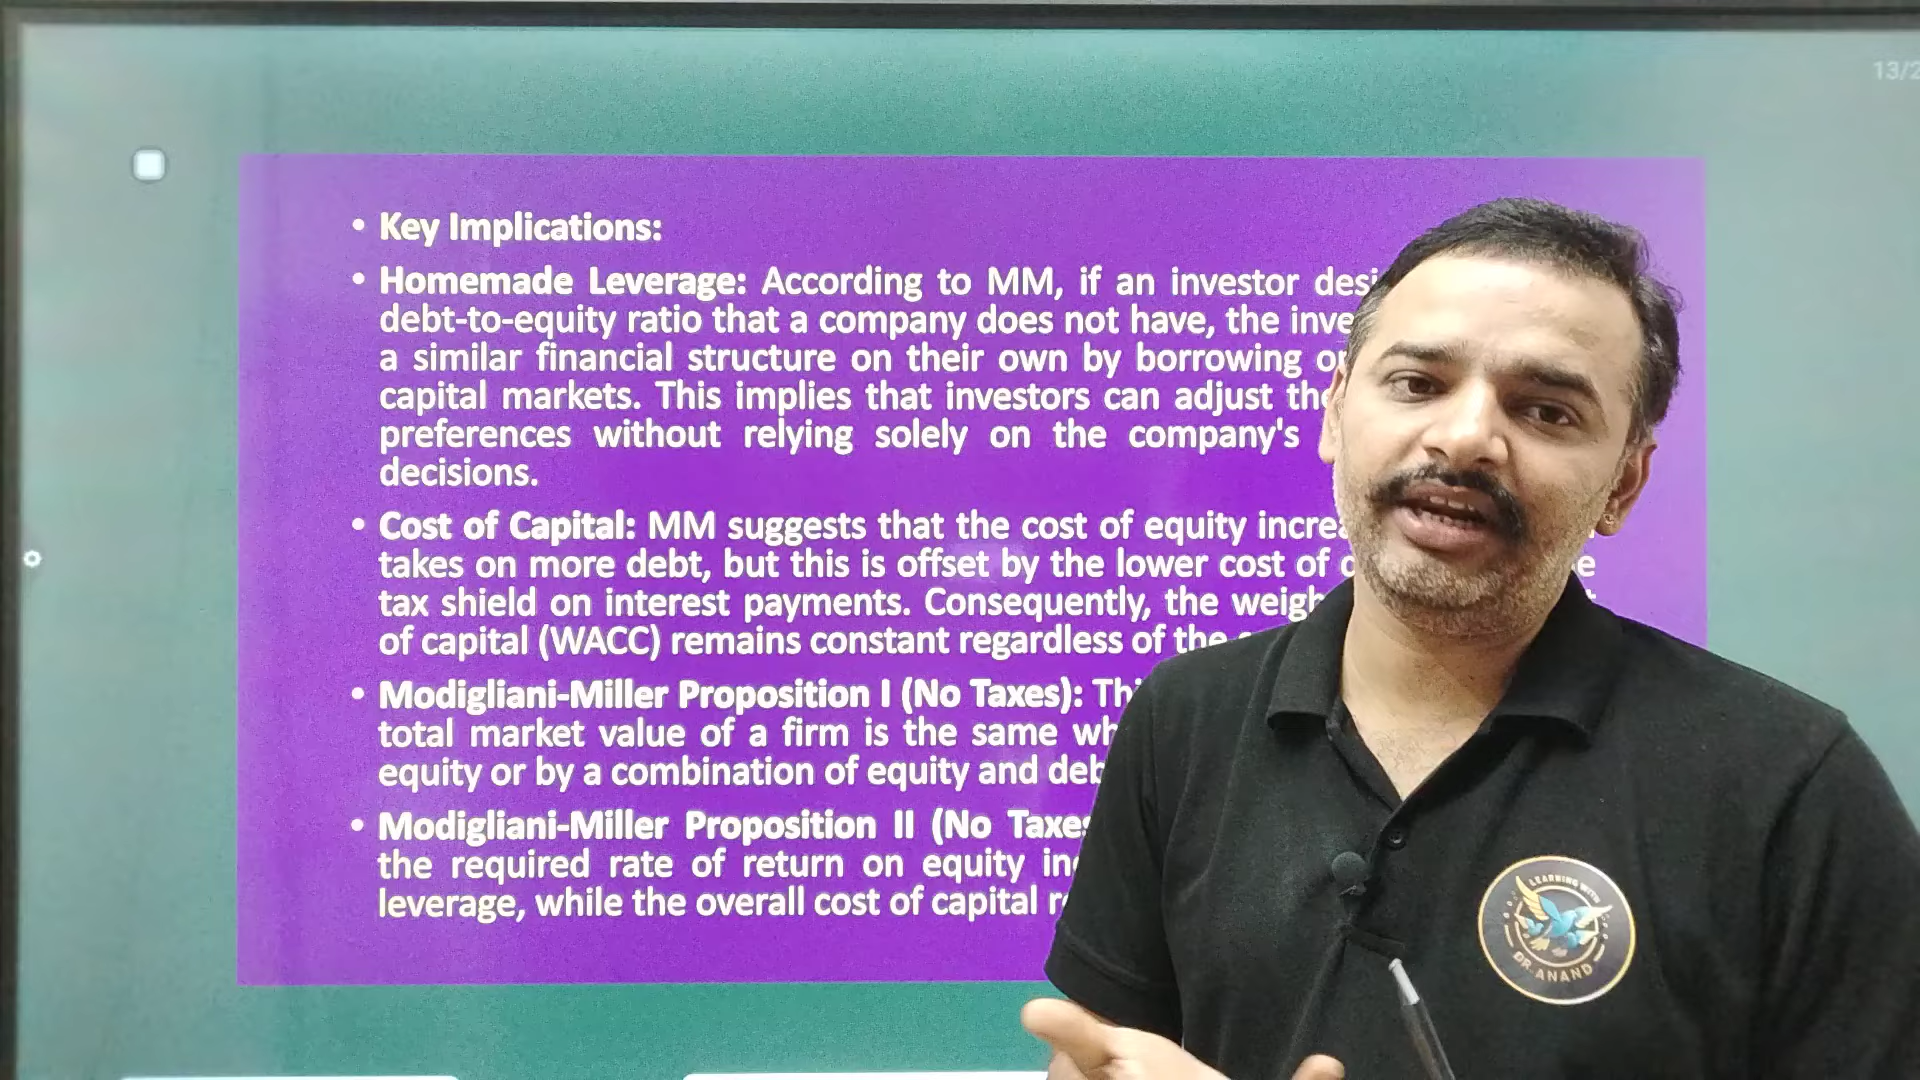 13/2
• Key Implications:
• Homemade Leverage: According to MM, if an investor desi
debt-to-equity ratio that a company does not have, the inve
a similar financial structure on their own by borrowing o
capital markets. This implies that investors can adjust the
preferences without relying solely on the company's
decisions.
• Cost of Capital: MM suggests that the cost of equity increa
takes on more debt, but this is offset by the lower cost of
tax shield on interest payments. Consequently, the weigh
of capital (WACC) remains constant regardless of the
• Modigliani-Miller Proposition I (No Taxes): Thi
total market value of a firm is the same wh
equity or by a combination of equity and deb
• Modigliani-Miller Proposition II (No Taxes
the required rate of return on equity in
leverage, while the overall cost of capital r
LEARNING WITH
DR. ANAND